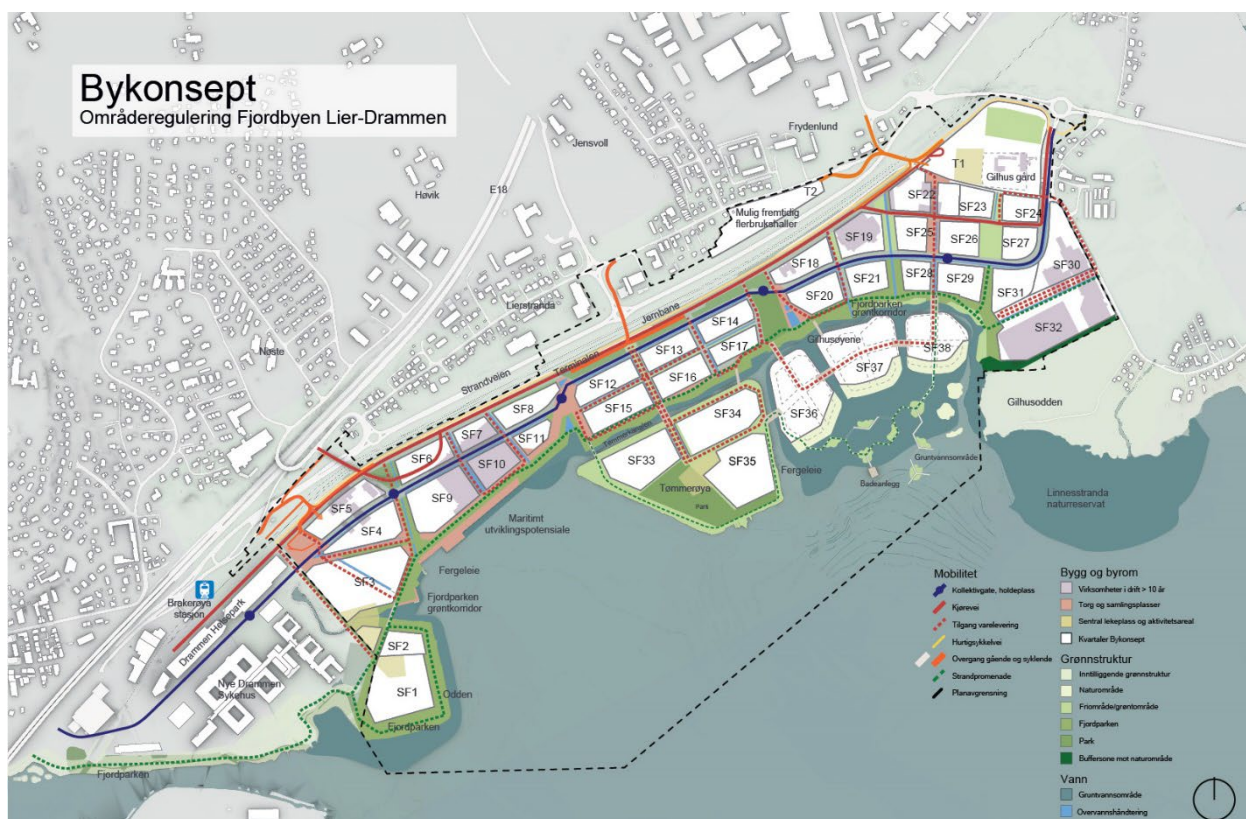 Bykonsept
Områderegulering Fjordbyen Lier-Drammen
Frydenlund
Jensvoll
T1
Gilhus gård
E18
Høvik
T2
Mulig fremtidig
flerbrukshaller
SF22
SF23
SF24
SF19
SF25
SF26
SF27
SF18
SF30
SF21
SF28
SF29
SF31
SF20
Lierstranda
Jernbane
Fjordparken
grøntkorridor
SF14
SF32
Gilhusøyene
SF13
SF17
SF38
Nøste
Terminalen
Strandveien
SF37
SF12
SF16
SF8
SF36
SF34
Gilhusodden
SF15
SF7
SF11
Tømmerkanalen
SF6
SF10
SF33
SF35
Fergeleie
Gruntvannsområde
SF9
Tømmerøya
Badeanlegg
SF5
Park
Linnesstranda
naturreservat
SF4
Maritimt
utviklingspotensiale
SF3
Fergeleie
Brakerøya
stasjon
Fjordparken
grøntkorridor
Drammen Helsepark
SF2
Nye Drammen
Sykehus
SF1
Odden
Fjordparken
Fjordparken
Mobilitet
Kollektivgate, holdeplass
Kjørevei
Tilgang varelevering
Hurtigsykkelvei
Overgang gående og syklende
Strandpromenade
Planavgrensning
Bygg og byrom
Virksomheter i drift > 10 år
Torg og samlingsplasser
Sentral lekeplass og aktivitetsareal
Kvartaler Bykonsept
Grønnstruktur
Inntilliggende grønnstruktur
Naturområde
Friområde/grøntområde
Fjordparken
Park
Buffersone mot naturområde
Vann
Gruntvannsområde
Overvannshåndtering